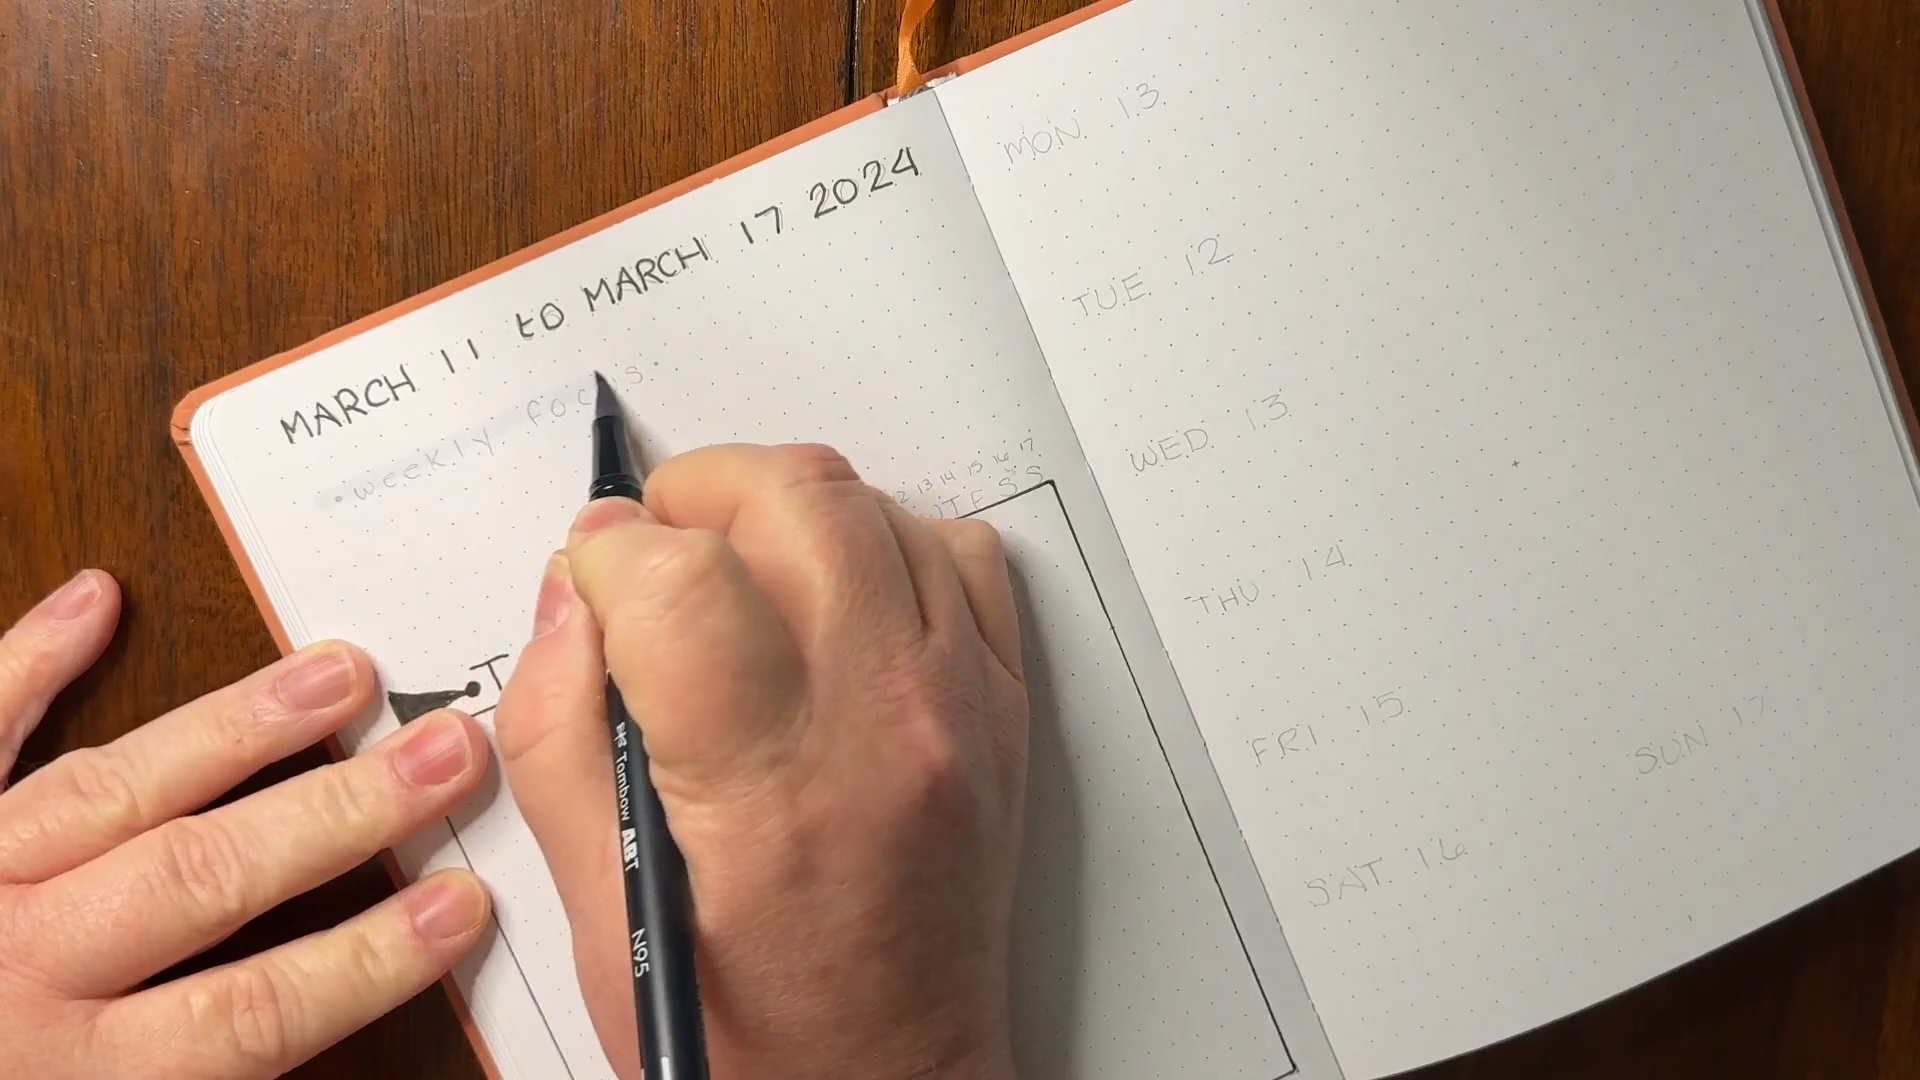 MARCH 11 to MARCH 17 2024
• weekly focus •
12 13 14 15 16 17
T F S S
T
MON 13
TUE 12
WED 13
THU 14
FRI 15
SAT 16
SUN 17
Tombow ABT
N95